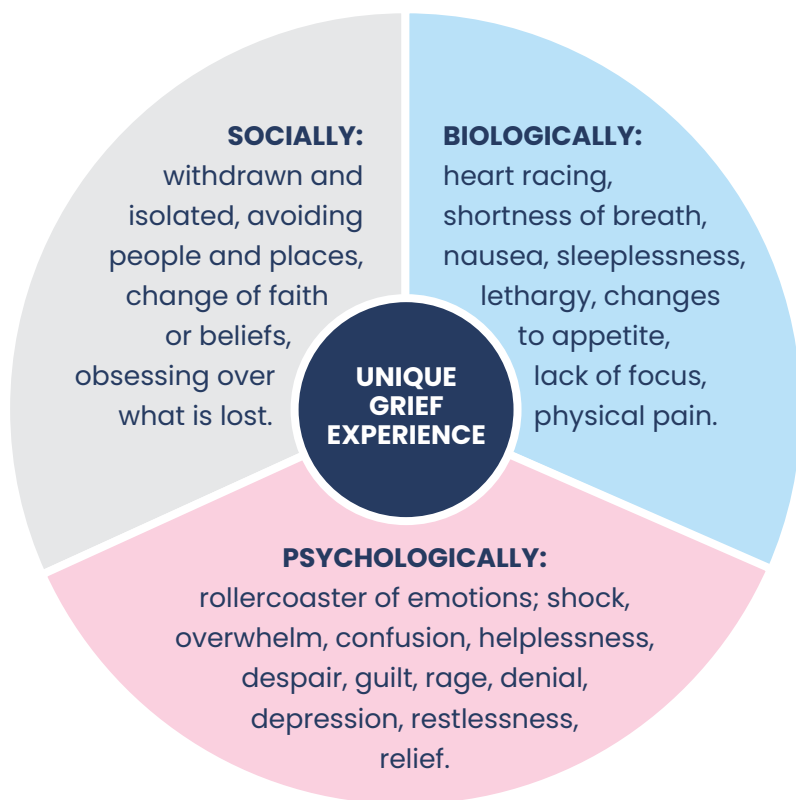 SOCIALLY:
withdrawn and
isolated, avoiding
people and places,
change of faith
or beliefs,
obsessing over
what is lost.
BIOLOGICALLY:
heart racing,
shortness of breath,
nausea, sleeplessness,
lethargy, changes
to appetite,
lack of focus,
physical pain.
UNIQUE
GRIEF
EXPERIENCE
PSYCHOLOGICALLY:
rollercoaster of emotions; shock,
overwhelm, confusion, helplessness,
despair, guilt, rage, denial,
depression, restlessness,
relief.